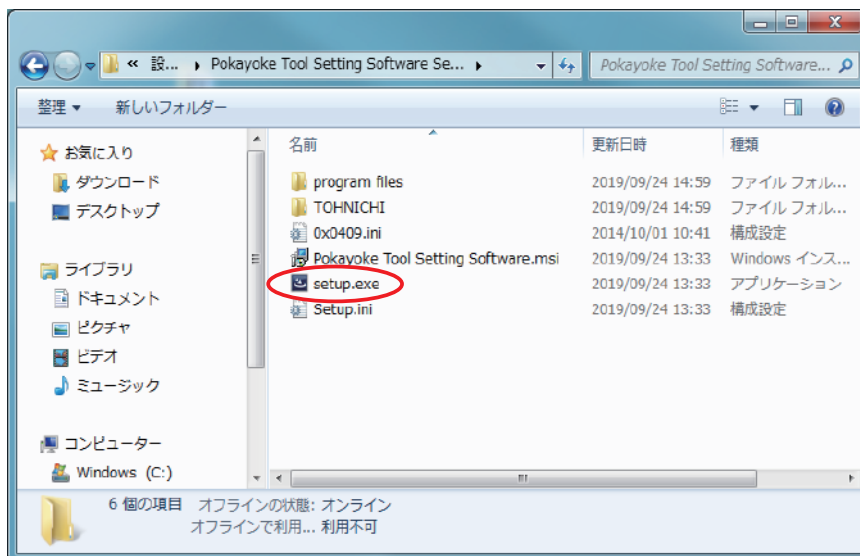 « 設... ▸ Pokayoke Tool Setting Software Se... ▸
Pokayoke Tool Setting Software...
整理 ▼ 新しいフォルダー
お気に入り
ダウンロード
デスクトップ
ライブラリ
ドキュメント
ピクチャ
ビデオ
ミュージック
コンピューター
Windows (C:)
名前 更新日時 種類
program files 2019/09/24 14:59 ファイル フォル...
TOHNICHI 2019/09/24 14:59 ファイル フォル...
0x0409.ini 2014/10/01 10:41 構成設定
Pokayoke Tool Setting Software.msi 2019/09/24 13:33 Windows インス...
setup.exe 2019/09/24 13:33 アプリケーション
Setup.ini 2019/09/24 13:33 構成設定
6 個の項目 オフラインの状態: オンライン
オフラインで利用... 利用不可